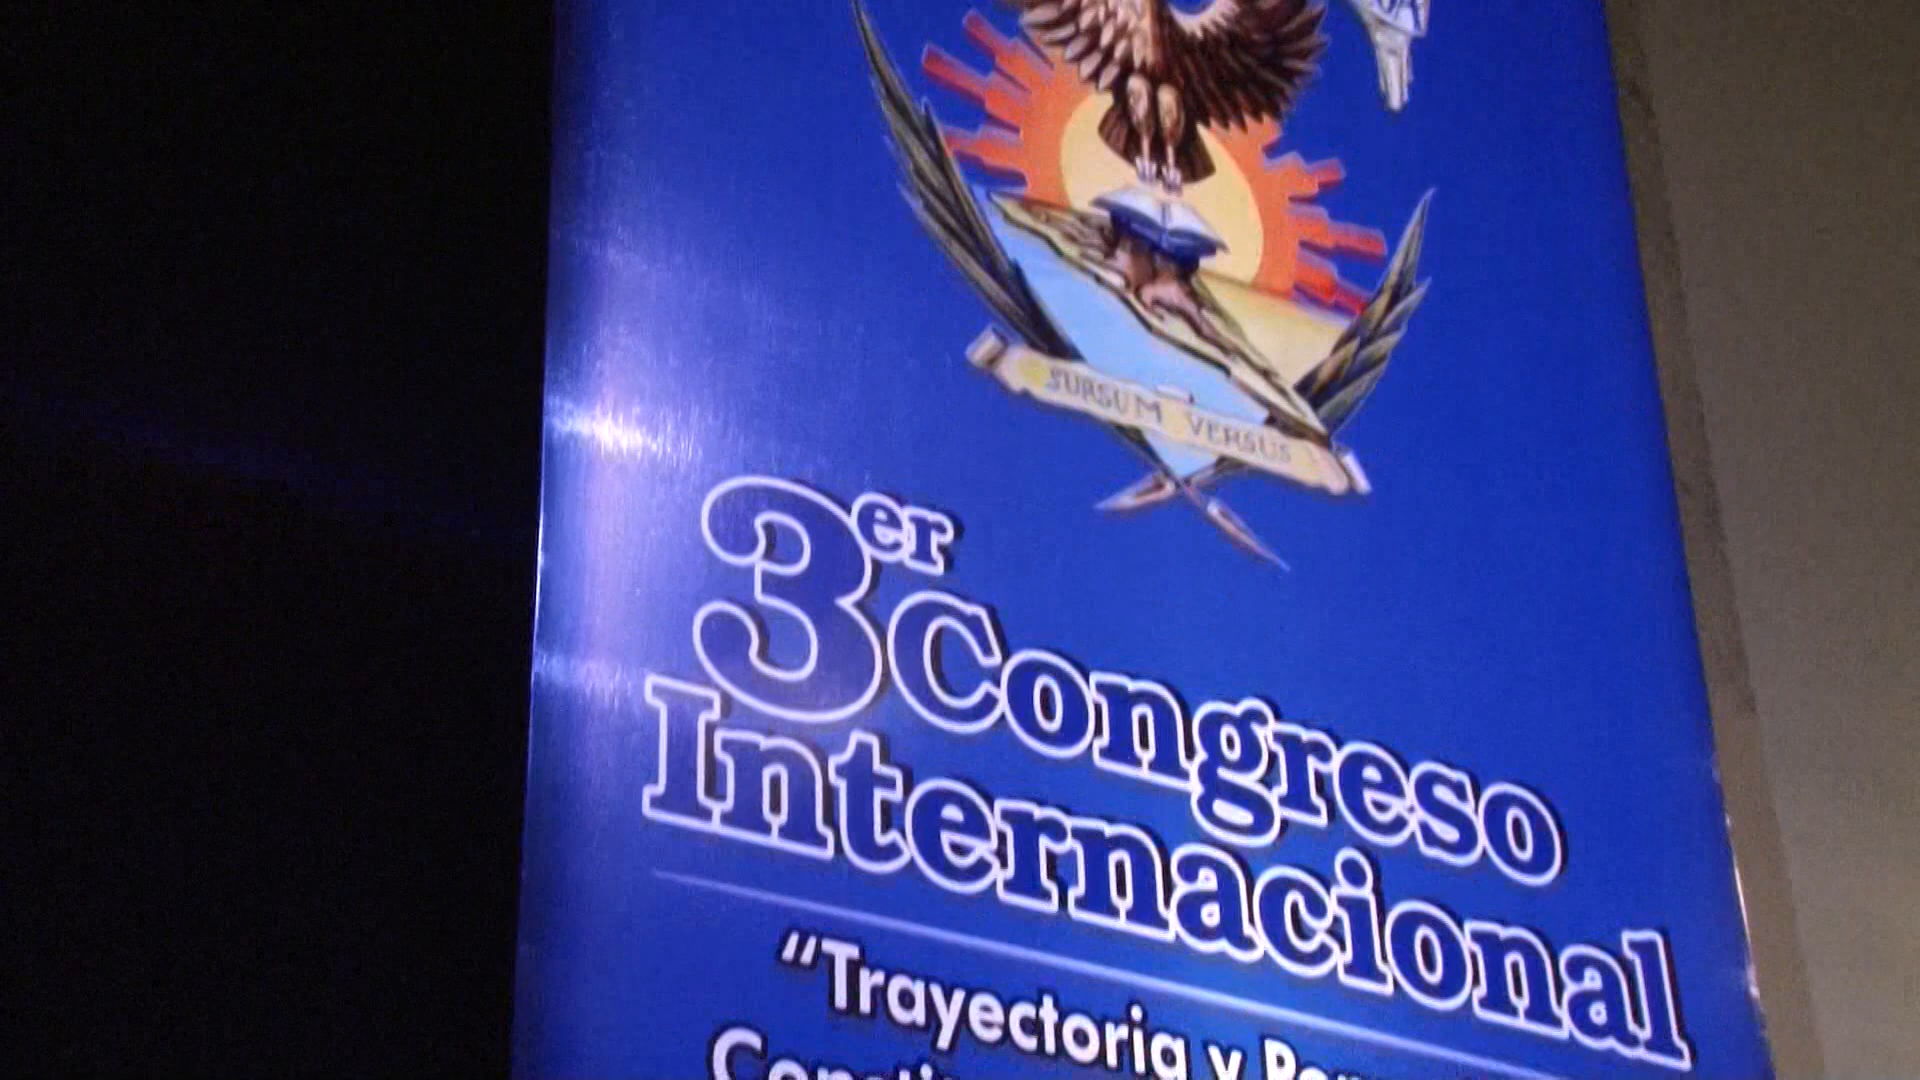 SURSUM VERSUS
3er Congreso
Internacional
"Trayectoria y